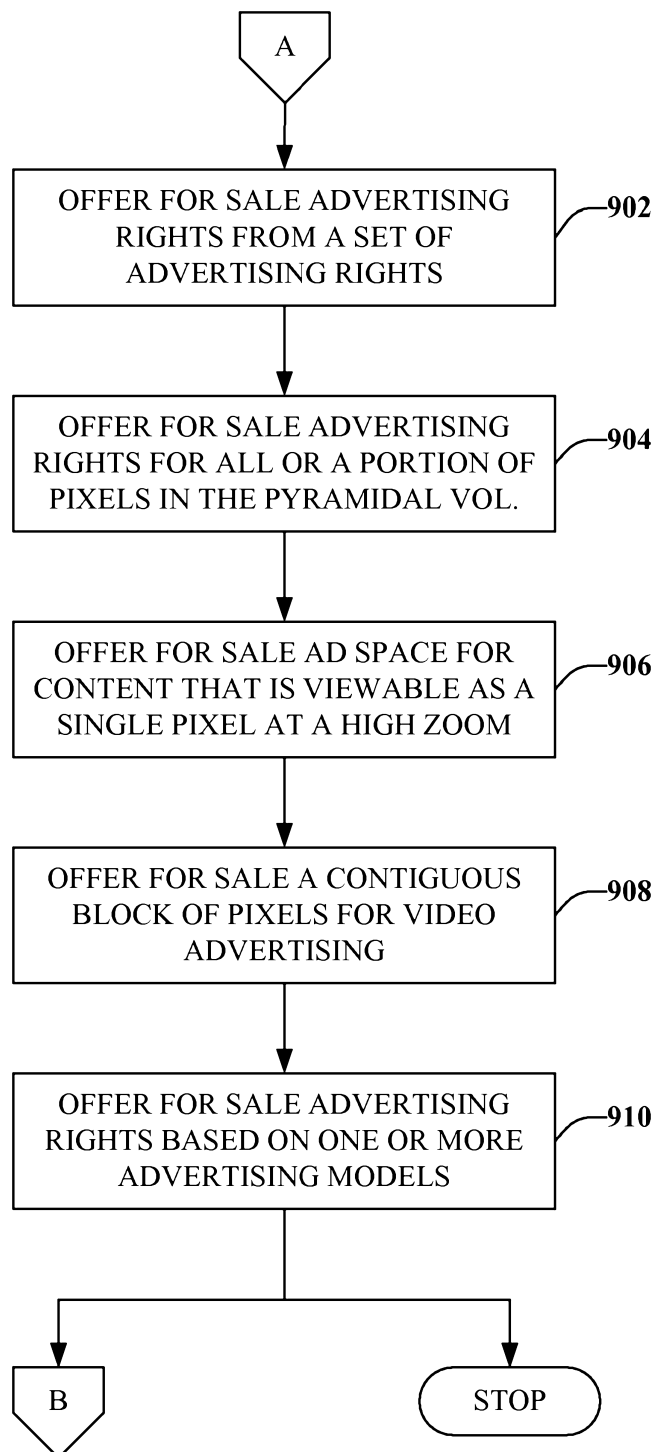 A
OFFER FOR SALE ADVERTISING
RIGHTS FROM A SET OF
ADVERTISING RIGHTS
902
OFFER FOR SALE ADVERTISING
RIGHTS FOR ALL OR A PORTION OF
PIXELS IN THE PYRAMIDAL VOL.
904
OFFER FOR SALE AD SPACE FOR
CONTENT THAT IS VIEWABLE AS A
SINGLE PIXEL AT A HIGH ZOOM
906
OFFER FOR SALE A CONTIGUOUS
BLOCK OF PIXELS FOR VIDEO
ADVERTISING
908
OFFER FOR SALE ADVERTISING
RIGHTS BASED ON ONE OR MORE
ADVERTISING MODELS
910
B
STOP